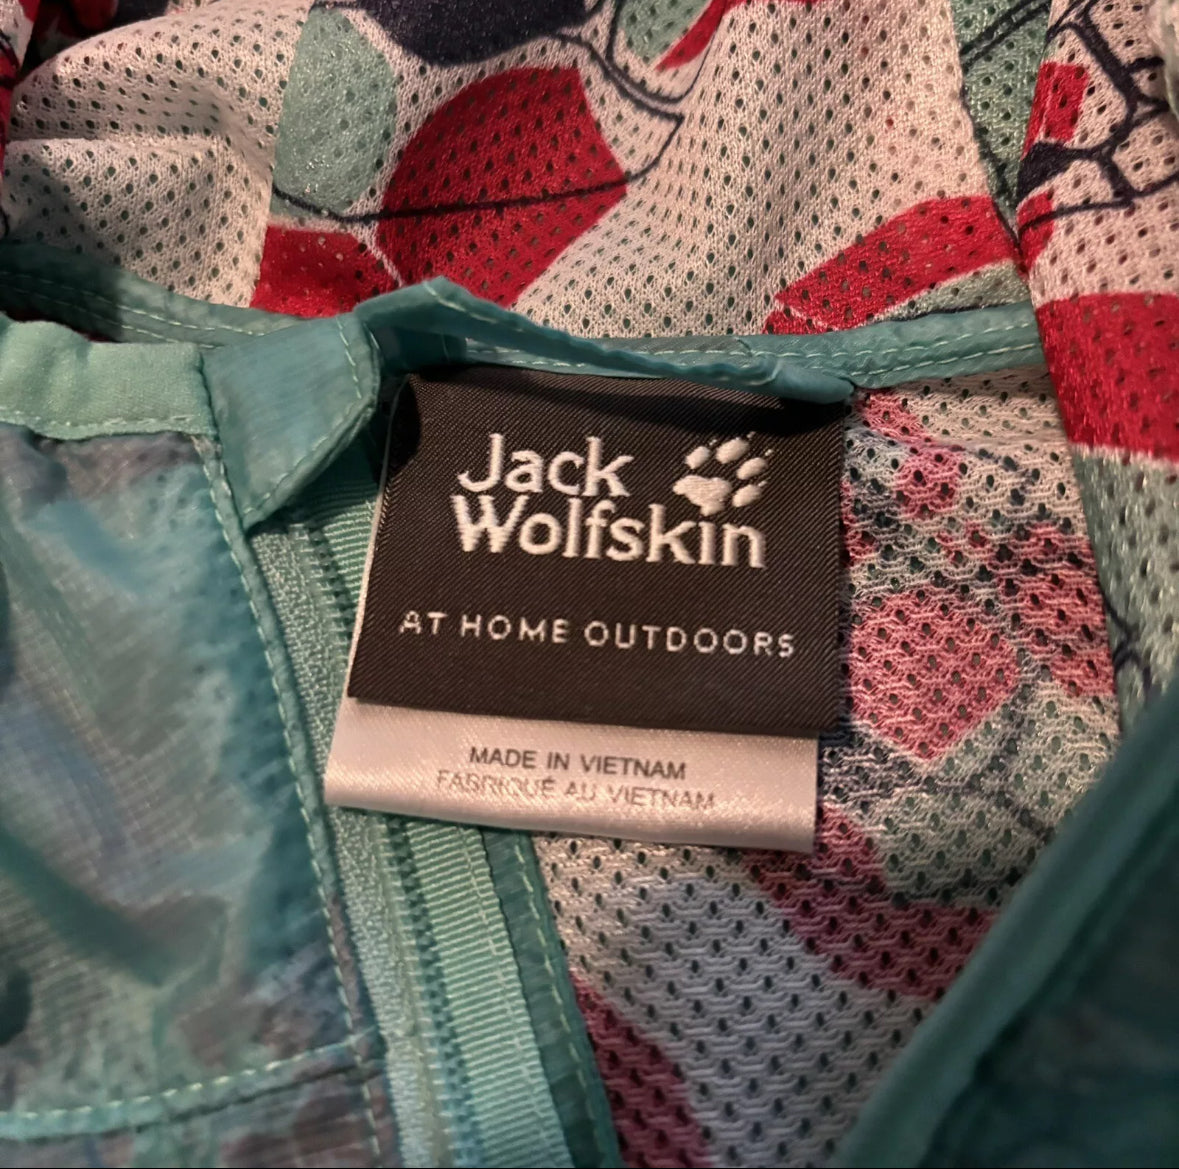 Jack
Wolfskin
AT HOME OUTDOORS
MADE IN VIETNAM
FABRIQUÉ AU VIETNAM